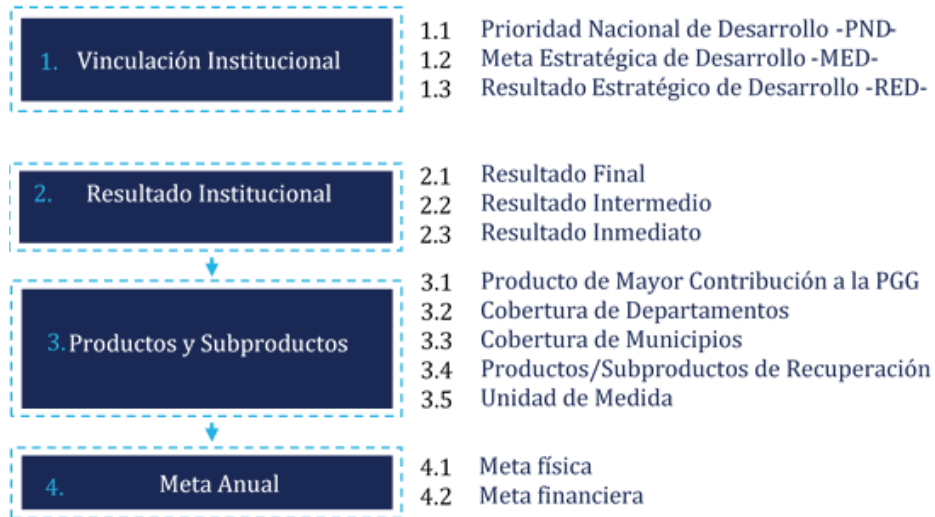 1. Vinculación Institucional
1.1 Prioridad Nacional de Desarrollo -PND-
1.2 Meta Estratégica de Desarrollo -MED-
1.3 Resultado Estratégico de Desarrollo -RED-
2. Resultado Institucional
2.1 Resultado Final
2.2 Resultado Intermedio
2.3 Resultado Inmediato
3. Productos y Subproductos
3.1 Producto de Mayor Contribución a la PGG
3.2 Cobertura de Departamentos
3.3 Cobertura de Municipios
3.4 Productos/Subproductos de Recuperación
3.5 Unidad de Medida
4. Meta Anual
4.1 Meta física
4.2 Meta financiera